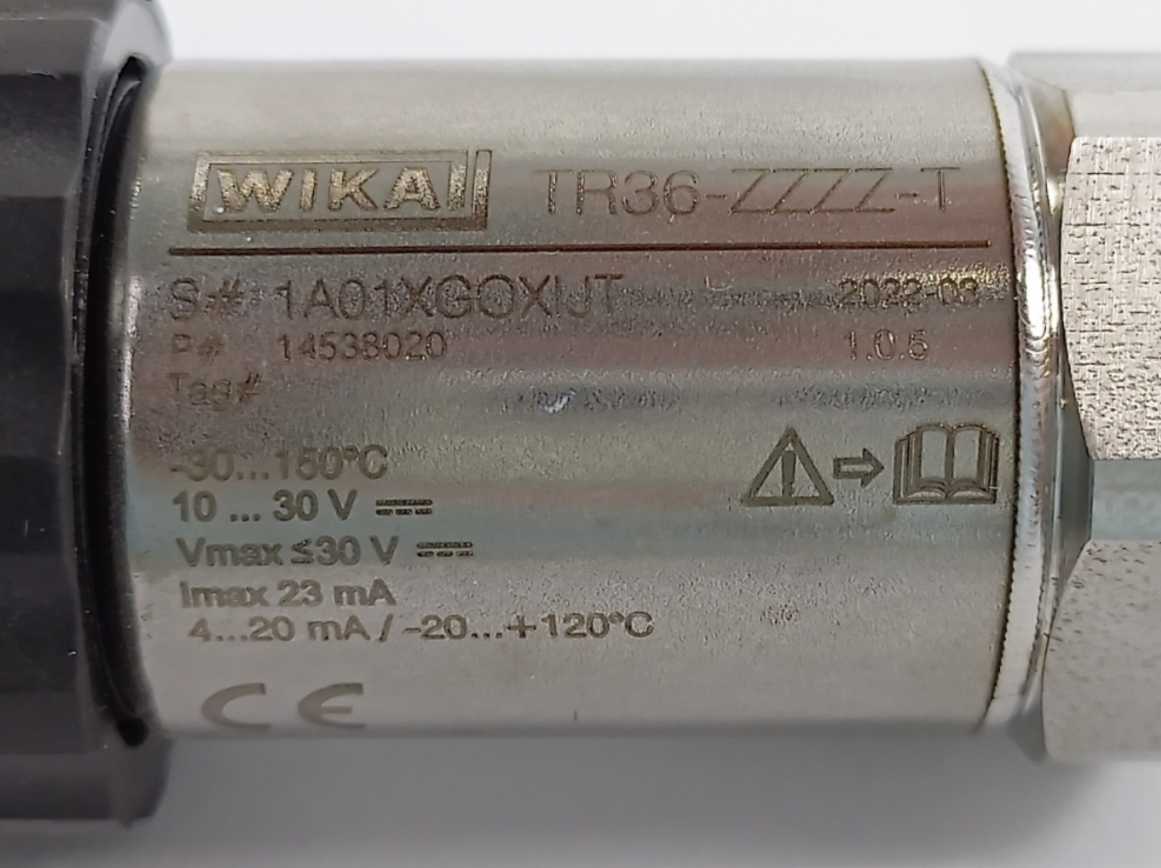 WIKA TR36-ZZZZ-T
S# 1A01XGOXIJT 2022-03
P# 14538020 1.0.5
Tag#
-30...150°C
10 ... 30 V
Vmax ≤30 V
Imax 23 mA
4...20 mA / -20...+120°C
CE